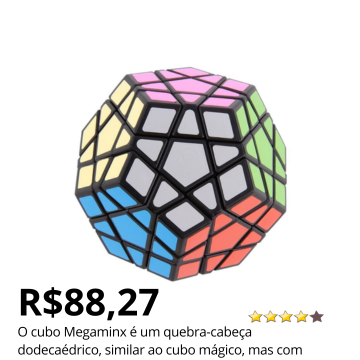 R$88,27
O cubo Megaminx é um quebra-cabeça
dodecaédrico, similar ao cubo mágico, mas com